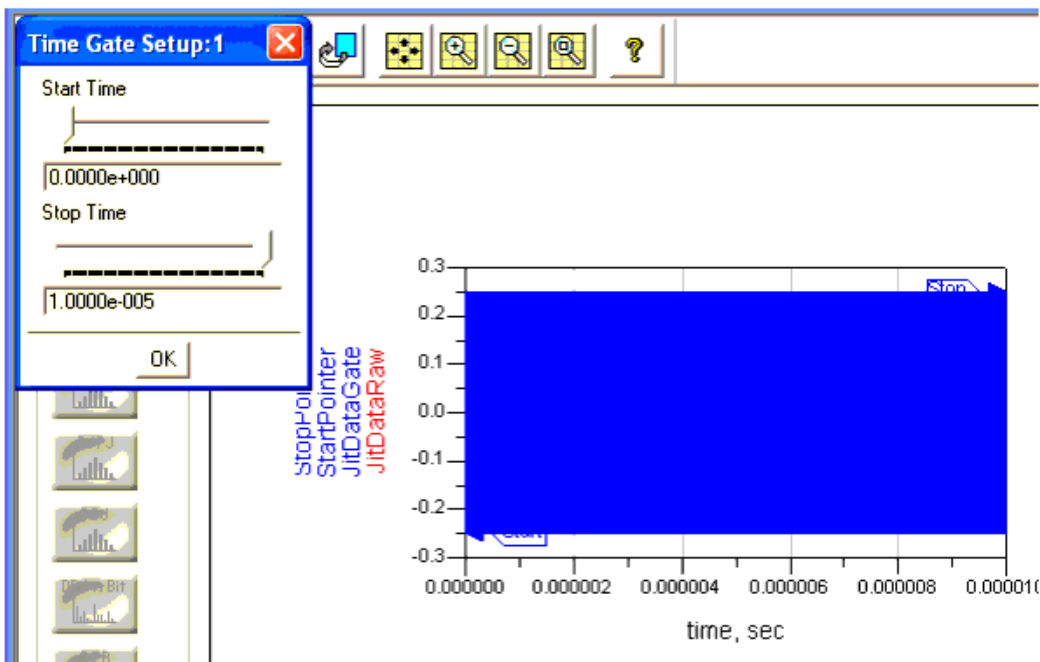 Time Gate Setup:1
?
Start Time
0.0000e+000
Stop Time
1.0000e-005
OK
StartPointer
JitDataGate
JitDataRaw
0.3
0.2
0.1
0.0
-0.1
-0.2
-0.3
Stop
Start
0.000000
0.000002
0.000004
0.000006
0.000008
time, sec
Bit